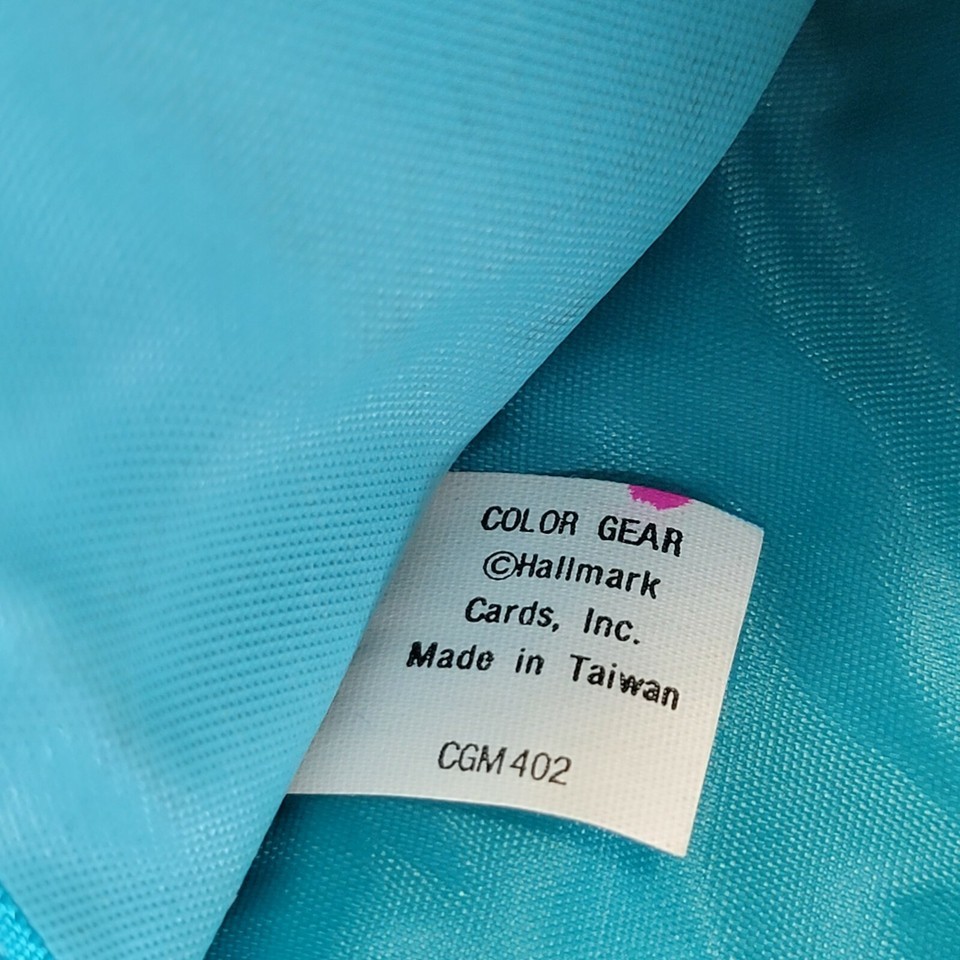 COLOR GEAR
©Hallmark
Cards, Inc.
Made in Taiwan
CGM402